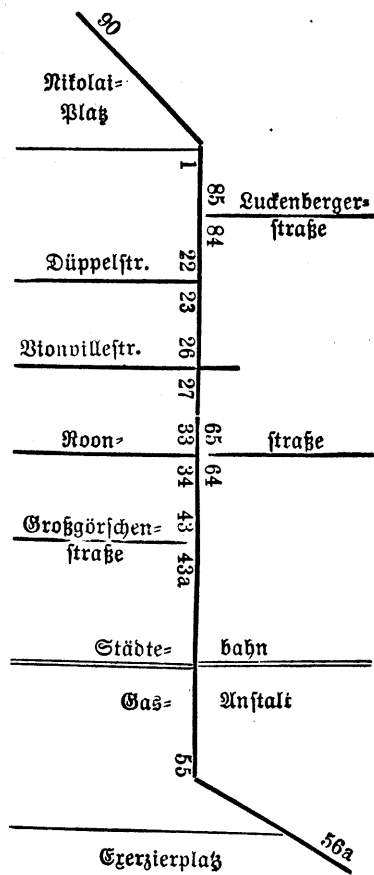 90
Nikolai=
Platz
1
85 Luckenberger=
84 straße
Düppelstr. 22
23
Vionvillestr. 26
27
Roon= 33 65 straße
34 64
Großgörschen= 43
straße 43a
Städte= bahn
Gas= Anstalt
55
56a
Exerzierplatz